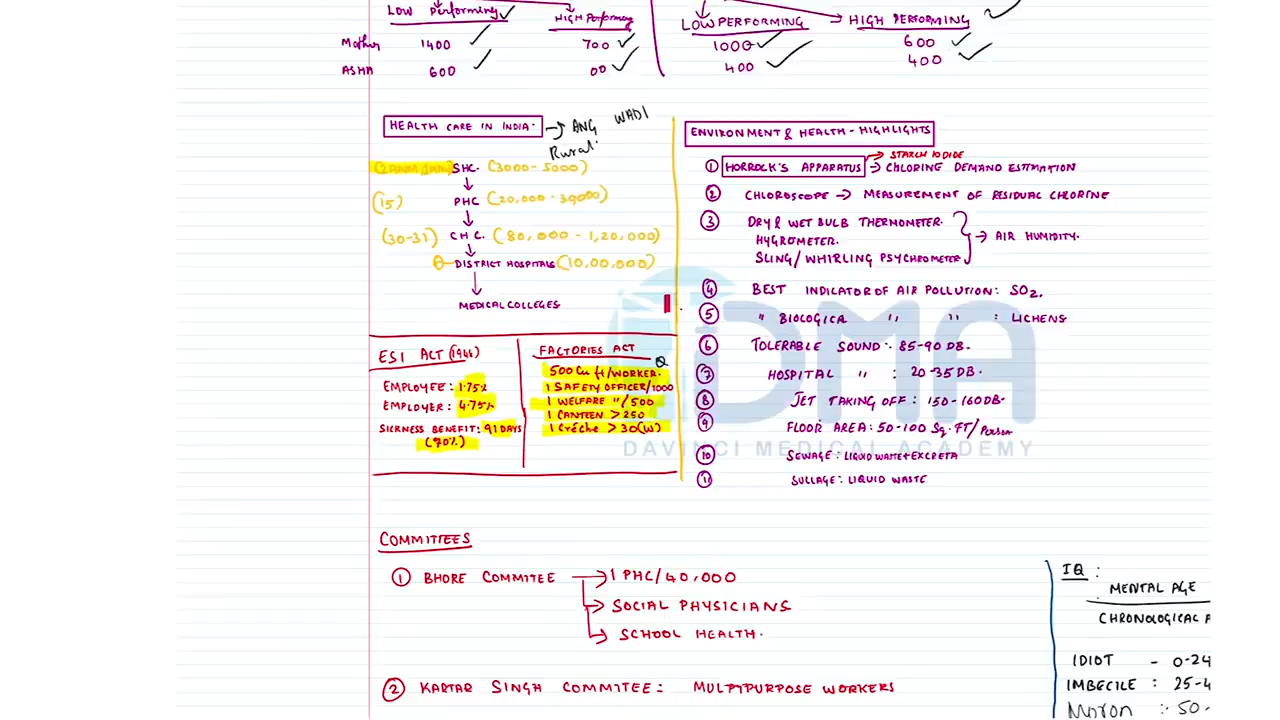 LOW Performing
HIGH Performing
Mother 1400 700
ASHA 600 00
LOW PERFORMING HIGH PERFORMING
1000 600
400 400
HEALTH CARE IN INDIA. → ANG WADI
Rural.
SHC. (3000-5000)
(15) PHC (20,000-30,000)
(30-31) CHC. (80,000-1,20,000)
DISTRICT HOSPITALS (10,00,000)
MEDICAL COLLEGES
ESI ACT (1948)
EMPLOYEE: 1.75%
EMPLOYER: 4.75%
SICKNESS BENEFIT: 91 DAYS
(70%)
FACTORIES ACT
500 Cu ft/WORKER.
1 SAFETY OFFICER/1000
1 WELFARE "/500
1 CANTEEN > 250
1 Créche > 30(W)
ENVIRONMENT & HEALTH-HIGHLIGHTS
STARCH IODIDE
① HORROCK'S APPARATUS → CHLORINE DEMAND ESTIMATION
② CHLOROSCOPE → MEASUREMENT OF RESIDUAL CHLORINE
③ DRY & WET BULB THERMOMETER.
HYGROMETER. → AIR HUMIDITY.
SLING/WHIRLING PSYCHROMETER
④ BEST INDICATOR OF AIR POLLUTION: SO2.
⑤ " BIOLOGICAL " " : LICHENS
⑥ TOLERABLE SOUND: 85-90 DB.
⑦ HOSPITAL " : 20-35 DB.
⑧ JET TAKING OFF: 150-160 DB.
⑨ FLOOR AREA: 50-100 Sq.FT/Person
⑩ SEWAGE: LIQUID WASTE+EXCRETA
⑪ SULLAGE: LIQUID WASTE
iDMA
DAVINCI MEDICAL ACADEMY
COMMITTEES
① BHORE COMMITEE → 1 PHC/40,000
→ SOCIAL PHYSICIANS
→ SCHOOL HEALTH.
② KARTAR SINGH COMMITEE: MULTIPURPOSE WORKERS
IQ:
MENTAL AGE
CHRONOLOGICAL A
IDIOT - 0-24
IMBECILE: 25-4
Moron :- 50-